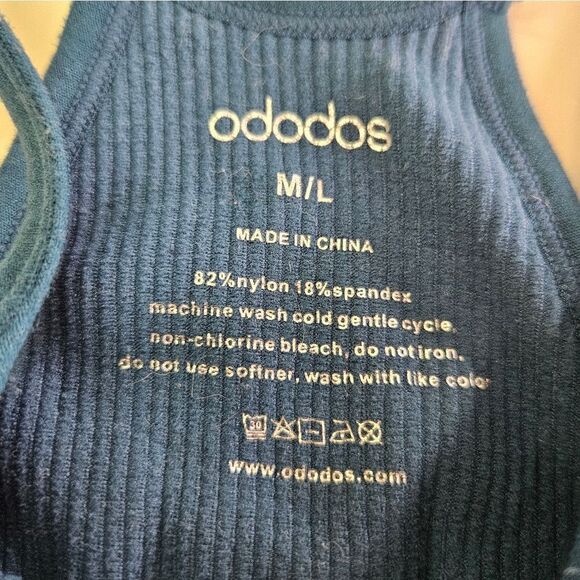 ododos
M/L
MADE IN CHINA
82%nylon 18%spandex
machine wash cold gentle cycle.
non-chlorine bleach, do not iron.
do not use softner, wash with like color
30
www.ododos.com